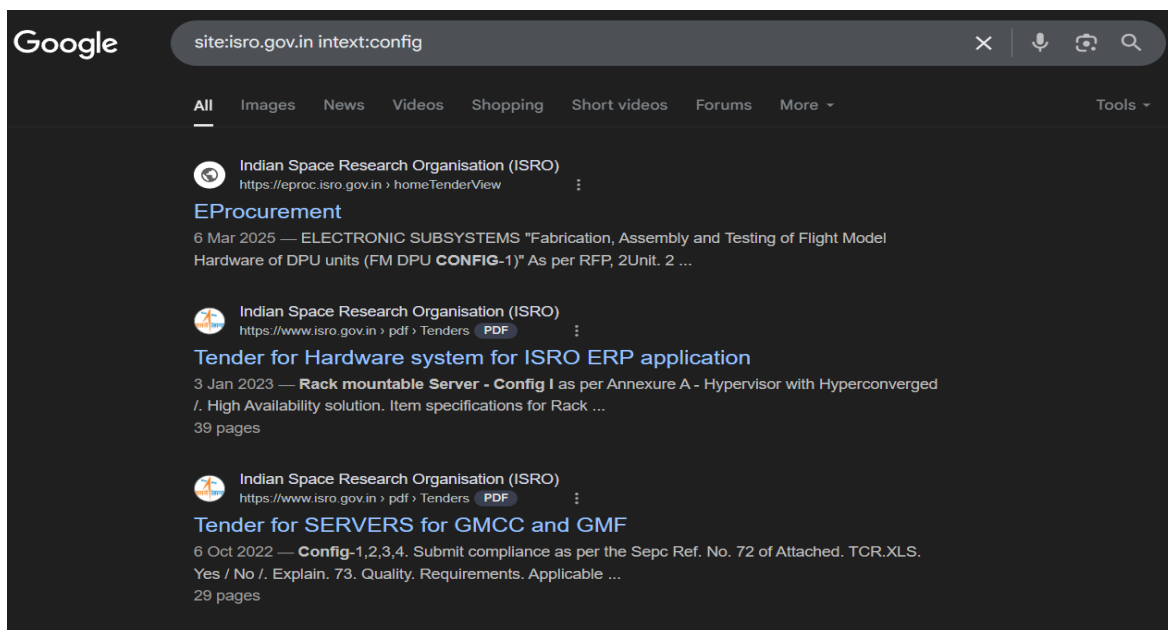 Google
site:isro.gov.in intext:config
All Images News Videos Shopping Short videos Forums More Tools
Indian Space Research Organisation (ISRO)
https://eproc.isro.gov.in › homeTenderView
EProcurement
6 Mar 2025 — ELECTRONIC SUBSYSTEMS "Fabrication, Assembly and Testing of Flight Model
Hardware of DPU units (FM DPU CONFIG-1)" As per RFP, 2Unit. 2 ...
Indian Space Research Organisation (ISRO)
https://www.isro.gov.in › pdf › Tenders PDF
Tender for Hardware system for ISRO ERP application
3 Jan 2023 — Rack mountable Server - Config I as per Annexure A - Hypervisor with Hyperconverged
/. High Availability solution. Item specifications for Rack ...
39 pages
Indian Space Research Organisation (ISRO)
https://www.isro.gov.in › pdf › Tenders PDF
Tender for SERVERS for GMCC and GMF
6 Oct 2022 — Config-1,2,3,4. Submit compliance as per the Sepc Ref. No. 72 of Attached. TCR.XLS.
Yes / No /. Explain. 73. Quality. Requirements. Applicable ...
29 pages